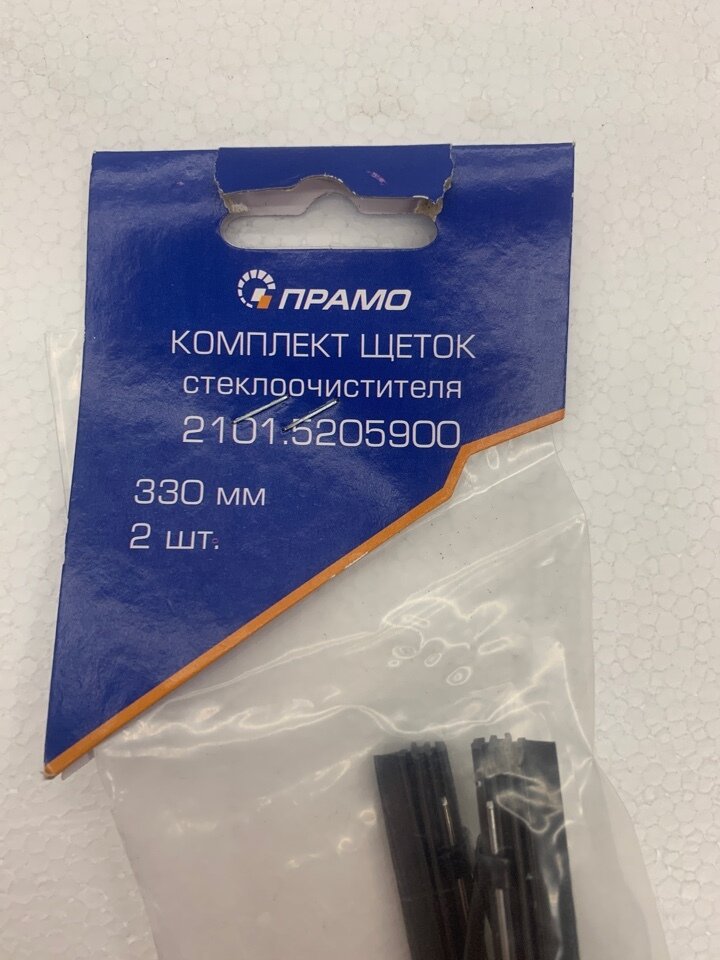 ПРАМО
КОМПЛЕКТ ЩЕТОК
стеклоочистителя
2101.5205900
330 мм
2 шт.